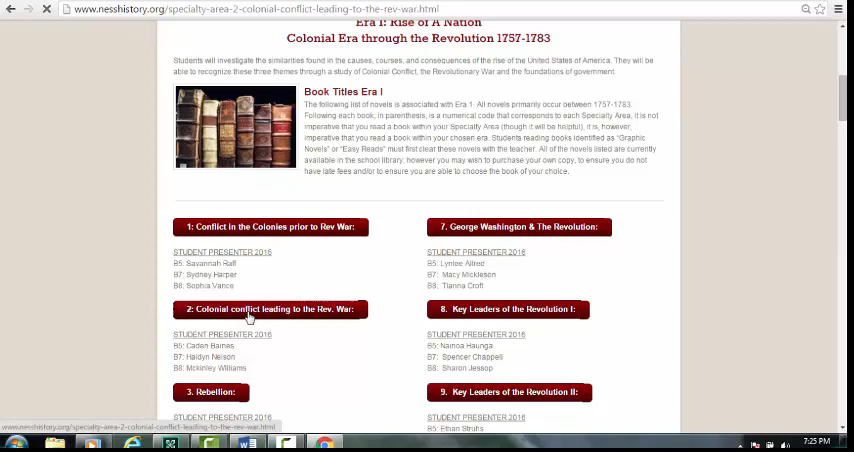 www.nesshistory.org/specialty-area-2-colonial-conflict-leading-to-the-rev-war.html
Era I: Rise of A Nation
Colonial Era through the Revolution 1757-1783
Students will investigate the similarities found in the causes, courses, and consequences of the rise of the United States of America. They will
be able to recognize these three themes through a study of Colonial Conflict, the Revolutionary War and the foundations of government.
Book Titles Era I
The following list of novels is associated with Era 1- All novels primarily occur between 1757-1783.
Following each book, in parenthesis, is a numerical code that corresponds to each Specialty Area, it is not
imperative that you read a book within your Specialty Area (though it will be helpful), it is, however,
imperative that you read a book within your chosen era. Students reading books identified as "Graphic
Novels" or "Easy Reads" must first clear these novels with the teacher. All of the novels listed are currently
available in the school library; however you may wish to purchase your own copy, to ensure you do not
have late fees and/or to ensure you are able to choose the book of your choice.
1: Conflict in the Colonies prior to Rev War:
STUDENT PRESENTER 2016
B5: Savannah Raff
B7: Sydney Harper
B8: Sophia Vance
2: Colonial conflict leading to the Rev. War:
STUDENT PRESENTER 2016
B5: Caden Baines
B7: Haidyn Nelson
B8: Mckinley Williams
3. Rebellion:
STUDENT PRESENTER 2016
7. George Washington & The Revolution:
STUDENT PRESENTER 2016
B5: Lynlee Allred
B7: Macy Mickleson
B8: Tianna Croft
8. Key Leaders of the Revolution I:
STUDENT PRESENTER 2016
B5: Nainoa Haunga
B7: Spencer Chappell
B8: Sharon Jessop
9. Key Leaders of the Revolution II:
STUDENT PRESENTER 2016
B5: Ethan Struhs
www.nesshistory.org/specialty-area-2-colonial-conflict-leading-to-the-rev-war.html
7:25 PM